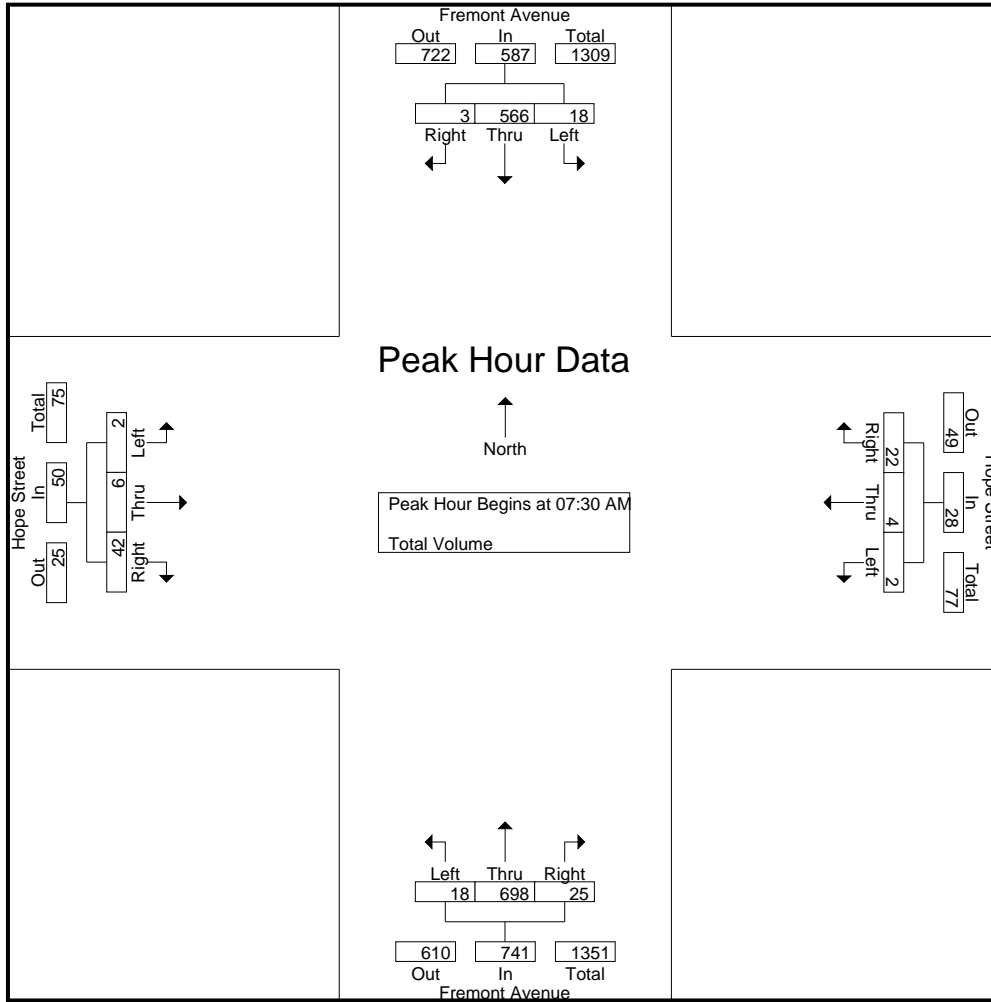 Fremont Avenue
Out In Total
722 587 1309
3 566 18
Right Thru Left
Peak Hour Data
North
Peak Hour Begins at 07:30 AM
Total Volume
Hope Street
Total In Out
75 50 25
2 6 42
Left Thru Right
Hope Street
Out In Total
49 28 77
22 4 2
Right Thru Left
Left Thru Right
18 698 25
610 741 1351
Out In Total
Fremont Avenue